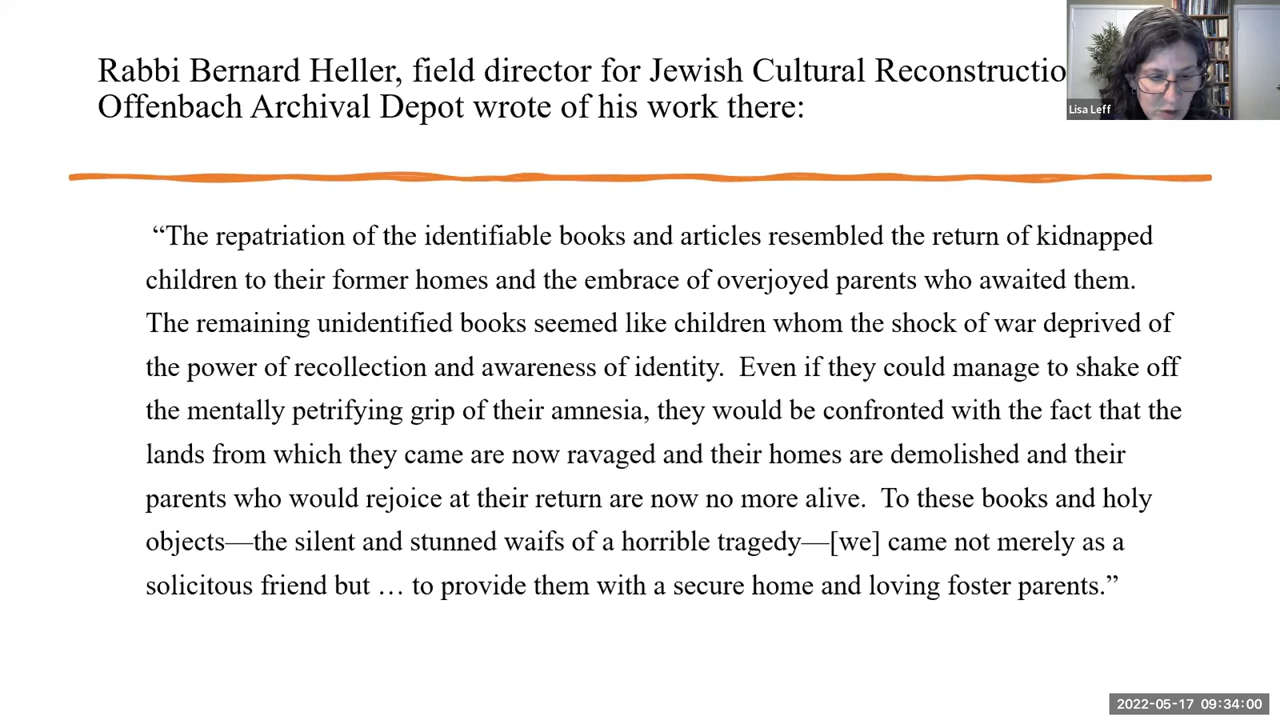 Rabbi Bernard Heller, field director for Jewish Cultural Reconstructio
Offenbach Archival Depot wrote of his work there:
Lisa Leff
“The repatriation of the identifiable books and articles resembled the return of kidnapped
children to their former homes and the embrace of overjoyed parents who awaited them.
The remaining unidentified books seemed like children whom the shock of war deprived of
the power of recollection and awareness of identity.  Even if they could manage to shake off
the mentally petrifying grip of their amnesia, they would be confronted with the fact that the
lands from which they came are now ravaged and their homes are demolished and their
parents who would rejoice at their return are now no more alive.  To these books and holy
objects—the silent and stunned waifs of a horrible tragedy—[we] came not merely as a
solicitous friend but … to provide them with a secure home and loving foster parents.”
2022-05-17 09:34:00